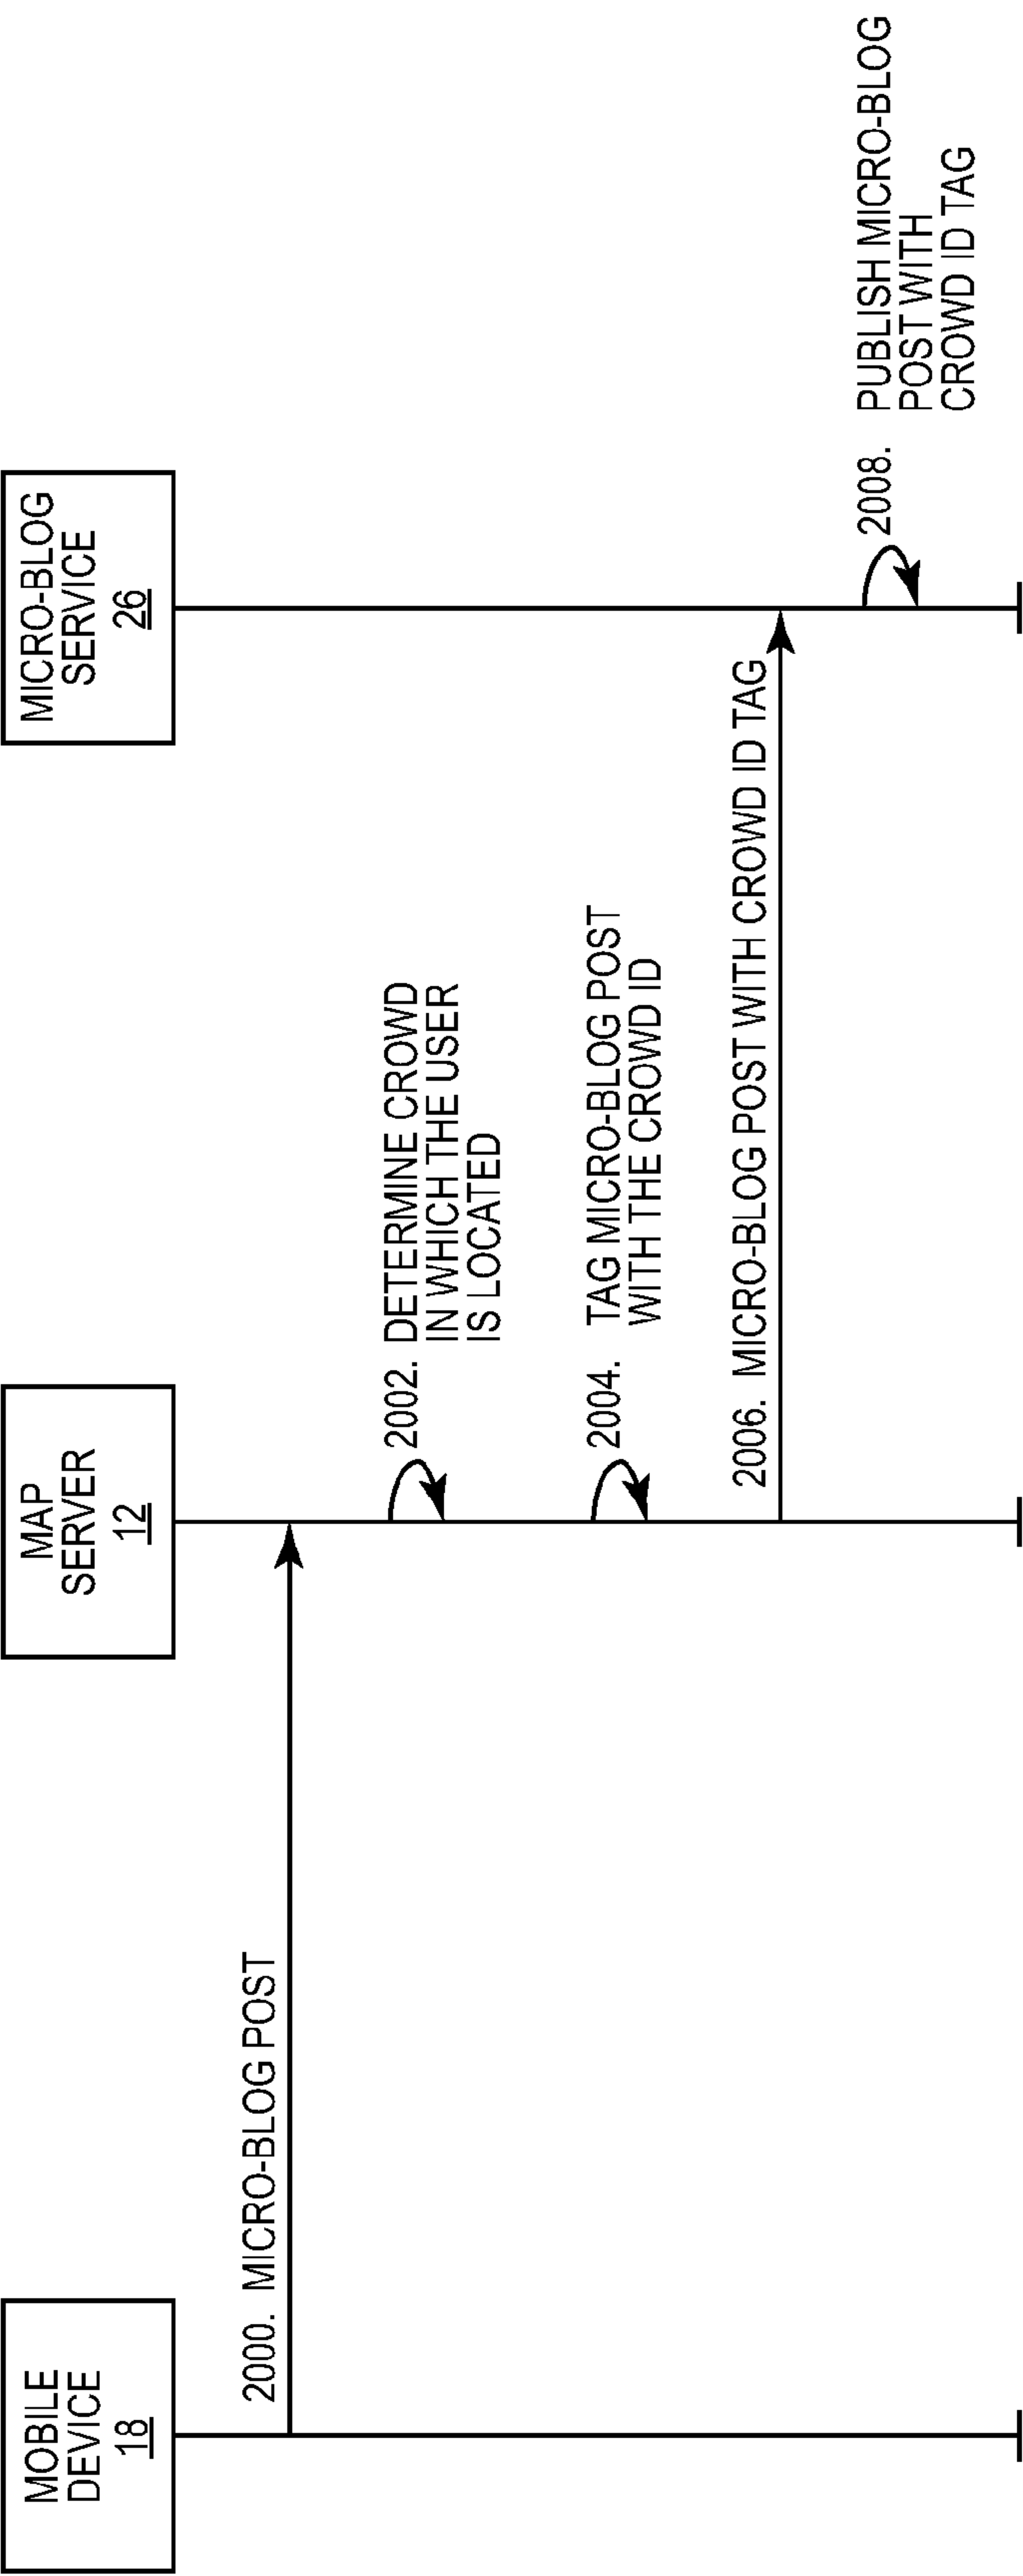 MOBILE
DEVICE
18
MAP
SERVER
12
MICRO-BLOG
SERVICE
26
2000. MICRO-BLOG POST
2002. DETERMINE CROWD
IN WHICH THE USER
IS LOCATED
2004. TAG MICRO-BLOG POST
WITH THE CROWD ID
2006. MICRO-BLOG POST WITH CROWD ID TAG
2008. PUBLISH MICRO-BLOG
POST WITH
CROWD ID TAG